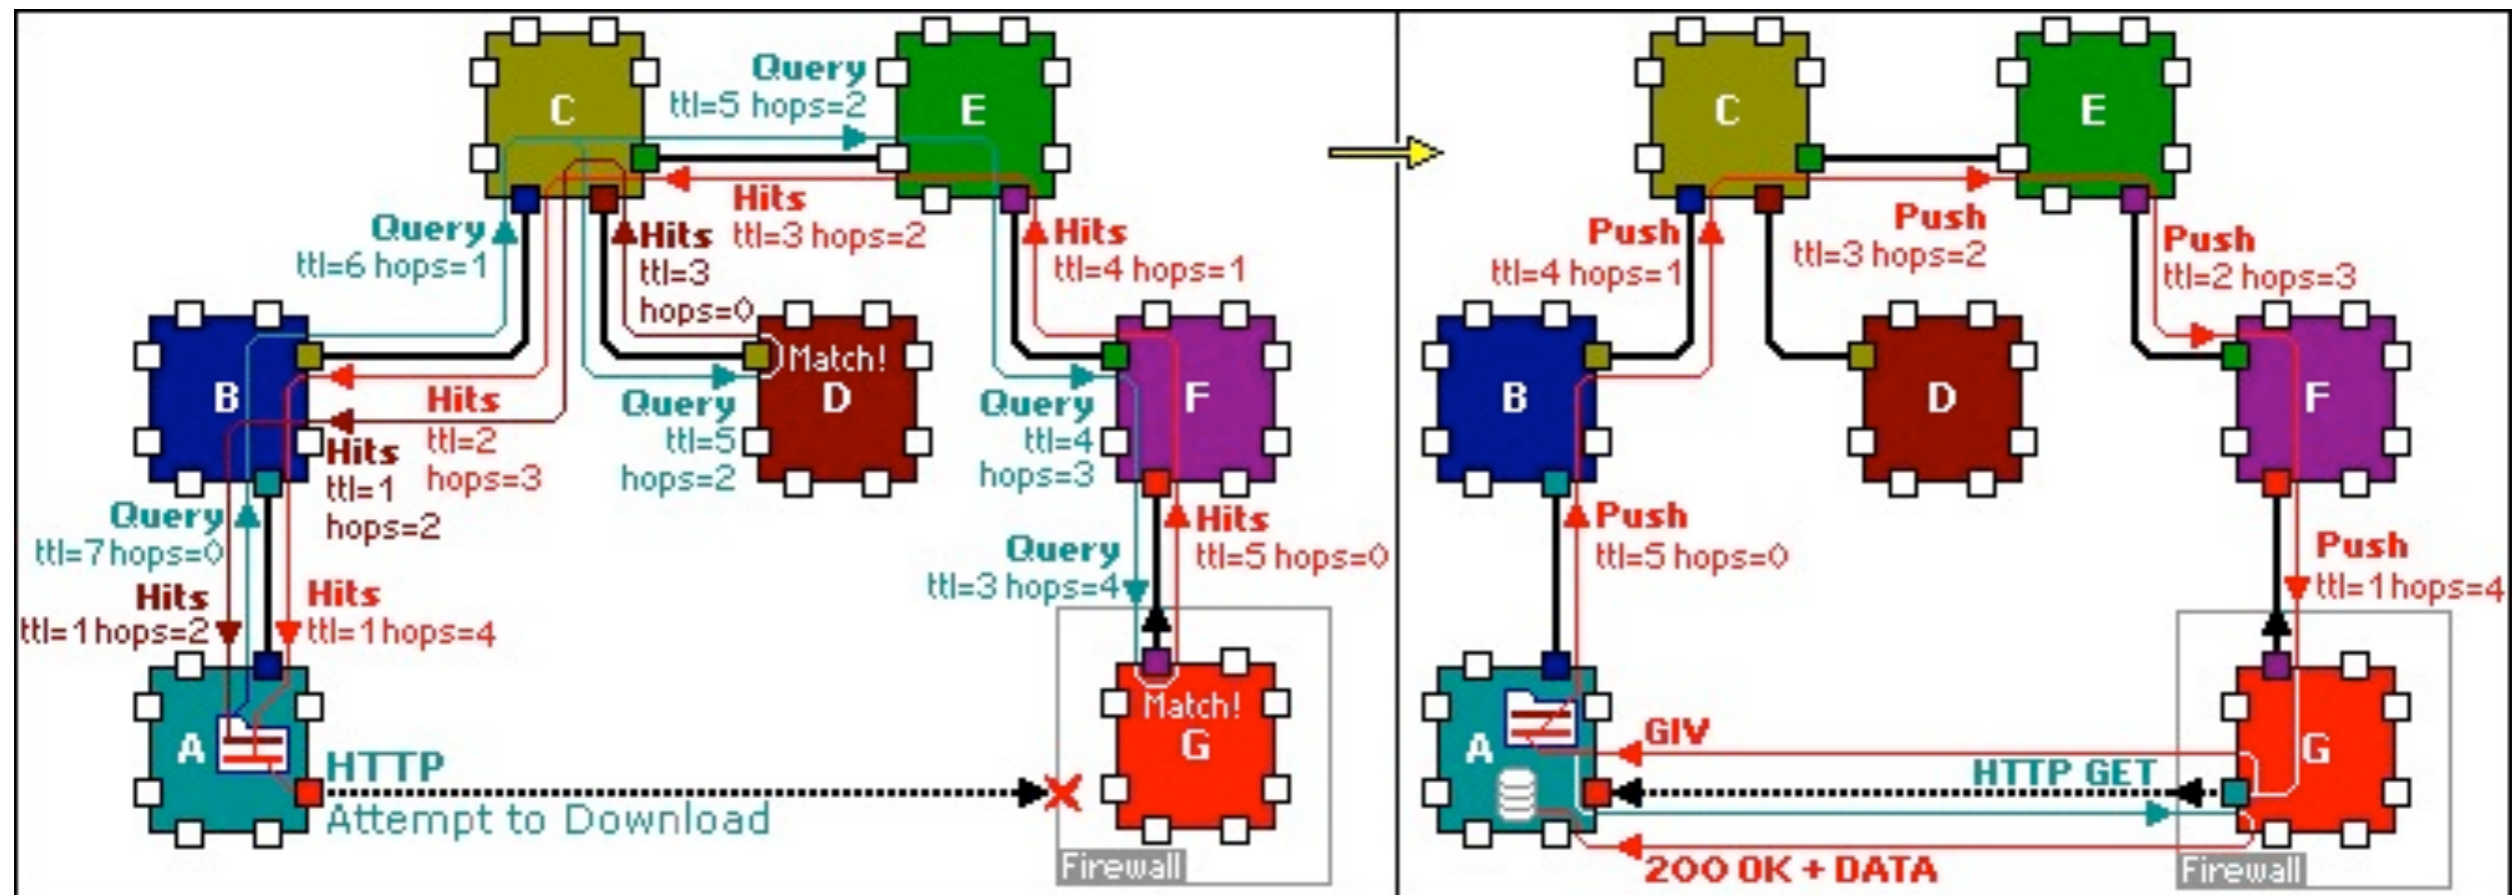 C
Query
ttl=5 hops=2
E
Query
ttl=6 hops=1
Hits
ttl=3
hops=0
Hits
ttl=3 hops=2
Hits
ttl=4 hops=1
B
Hits
ttl=2
hops=3
Hits
ttl=1
hops=2
Match!
D
Query
ttl=5
hops=2
Query
ttl=4
hops=3
F
Query
ttl=7 hops=0
Hits
ttl=1 hops=2
Hits
ttl=1 hops=4
Query
ttl=3 hops=4
Hits
ttl=5 hops=0
A
HTTP
Attempt to Download
Match!
G
Firewall
C
E
Push
ttl=4 hops=1
Push
ttl=3 hops=2
Push
ttl=2 hops=3
B
D
F
Push
ttl=5 hops=0
Push
ttl=1 hops=4
A
GIV
HTTP GET
200 OK + DATA
G
Firewall